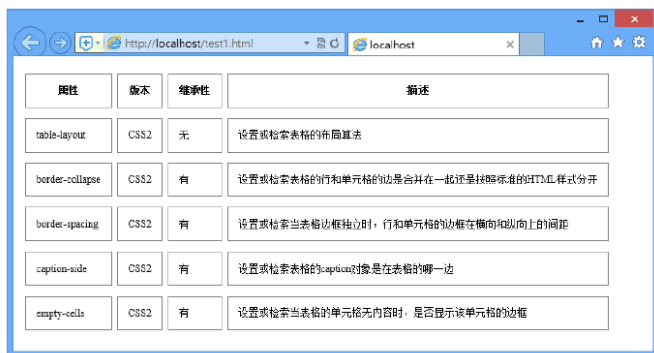 http://localhost/test1.html
localhost
属性 版本 继承性 描述
table-layout CSS2 无 设置或检索表格的布局算法
border-collapse CSS2 有 设置或检索表格的行和单元格的边是合并在一起还是按照标准的HTML样式分开
border-spacing CSS2 有 设置或检索当表格边框独立时，行和单元格的边框在横向和纵向上的间距
caption-side CSS2 有 设置或检索表格的caption对象是在表格的哪一边
empty-cells CSS2 有 设置或检索当表格的单元格无内容时，是否显示该单元格的边框